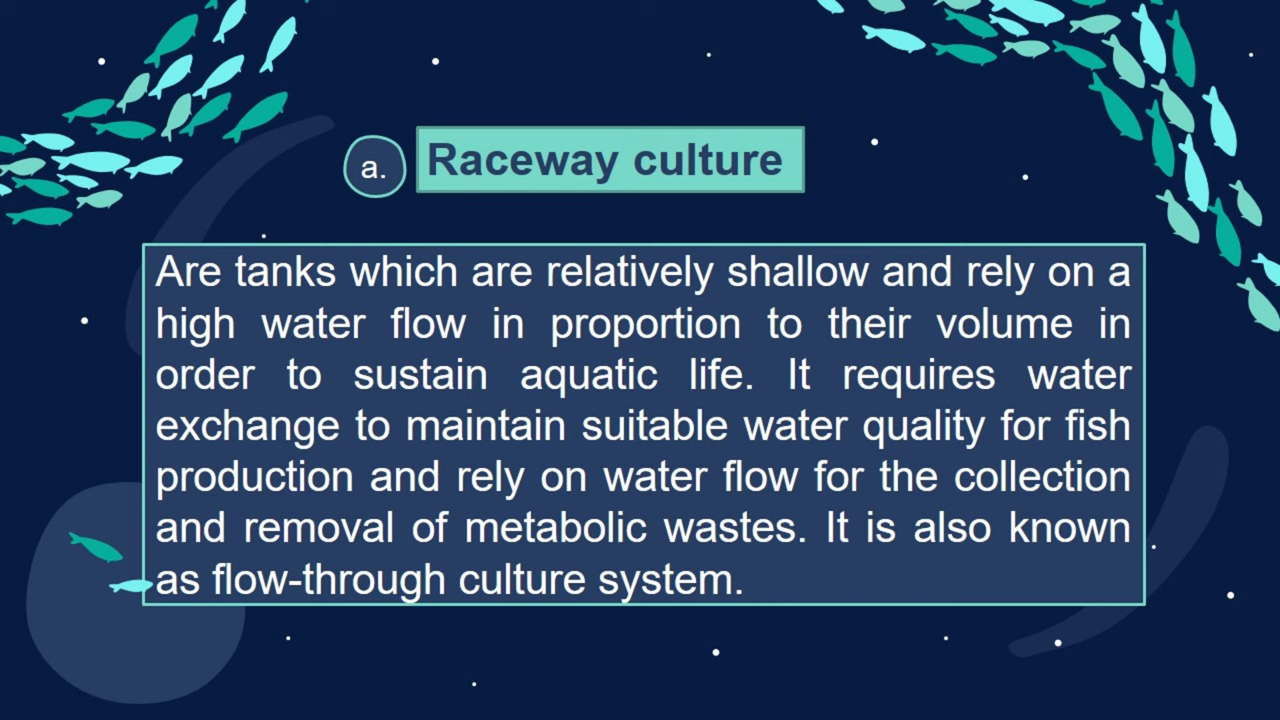 a.
Raceway culture
Are tanks which are relatively shallow and rely on a
high water flow in proportion to their volume in
order to sustain aquatic life. It requires water
exchange to maintain suitable water quality for fish
production and rely on water flow for the collection
and removal of metabolic wastes. It is also known
as flow-through culture system.